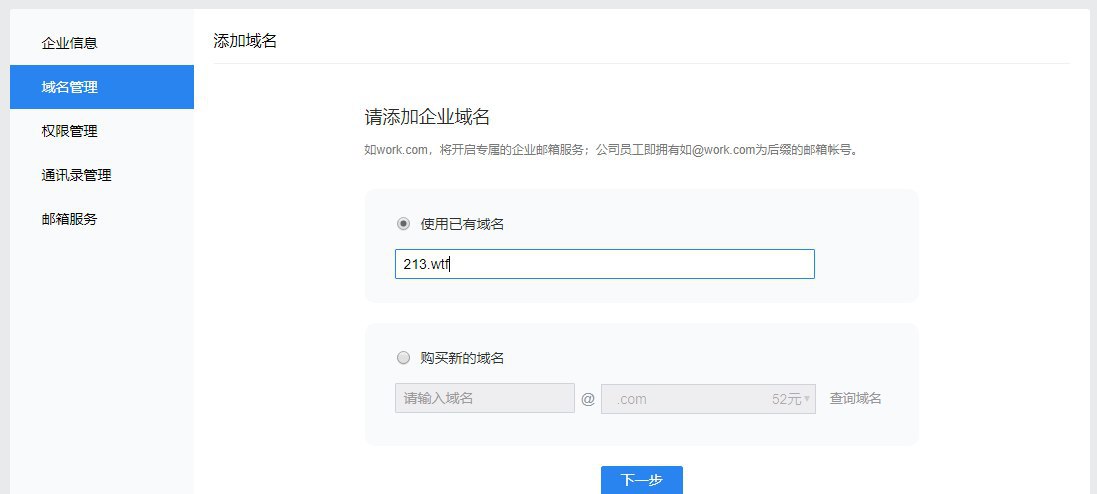 企业信息
域名管理
权限管理
通讯录管理
邮箱服务
添加域名
请添加企业域名
如work.com，将开启专属的企业邮箱服务；公司员工即拥有如@work.com为后缀的邮箱帐号。
使用已有域名
213.wtf
购买新的域名
请输入域名 @ .com 52元 查询域名
下一步